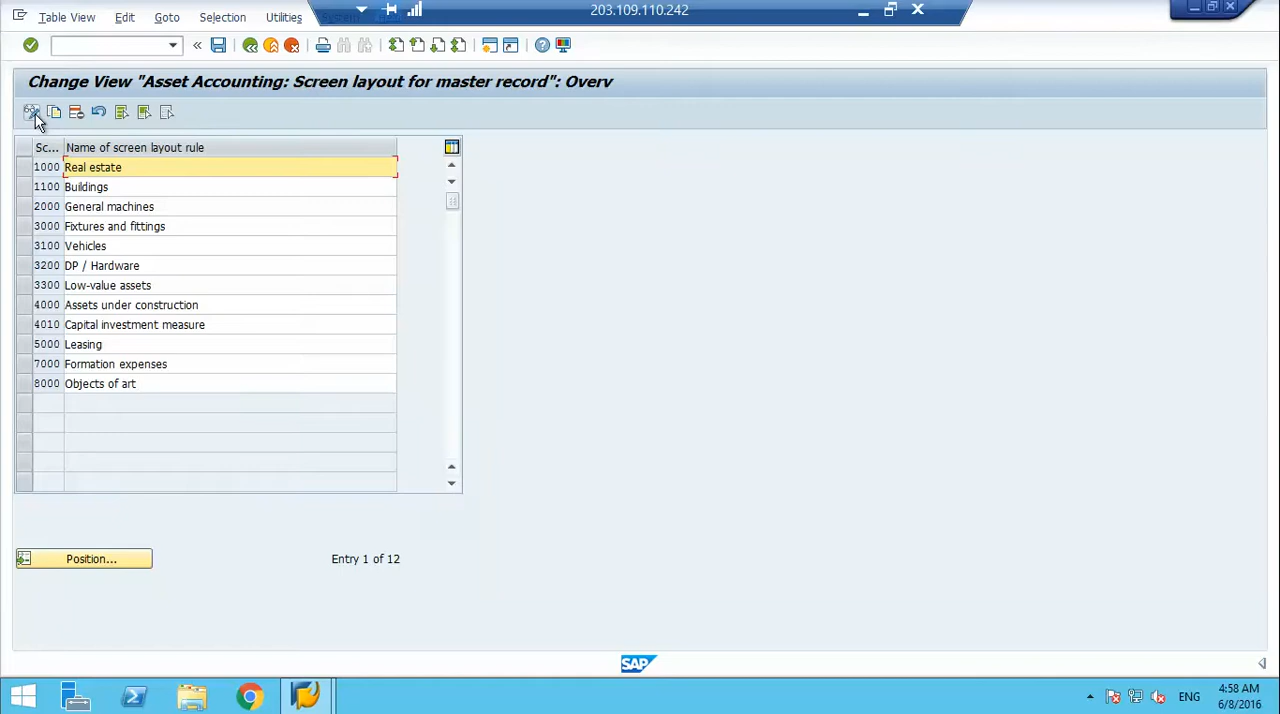 203.109.110.242
Table View Edit Goto Selection Utilities
Change View "Asset Accounting: Screen layout for master record": Overv
Sc... Name of screen layout rule
1000 Real estate
1100 Buildings
2000 General machines
3000 Fixtures and fittings
3100 Vehicles
3200 DP / Hardware
3300 Low-value assets
4000 Assets under construction
4010 Capital investment measure
5000 Leasing
7000 Formation expenses
8000 Objects of art
Position... Entry 1 of 12
SAP
ENG
4:58 AM
6/8/2016